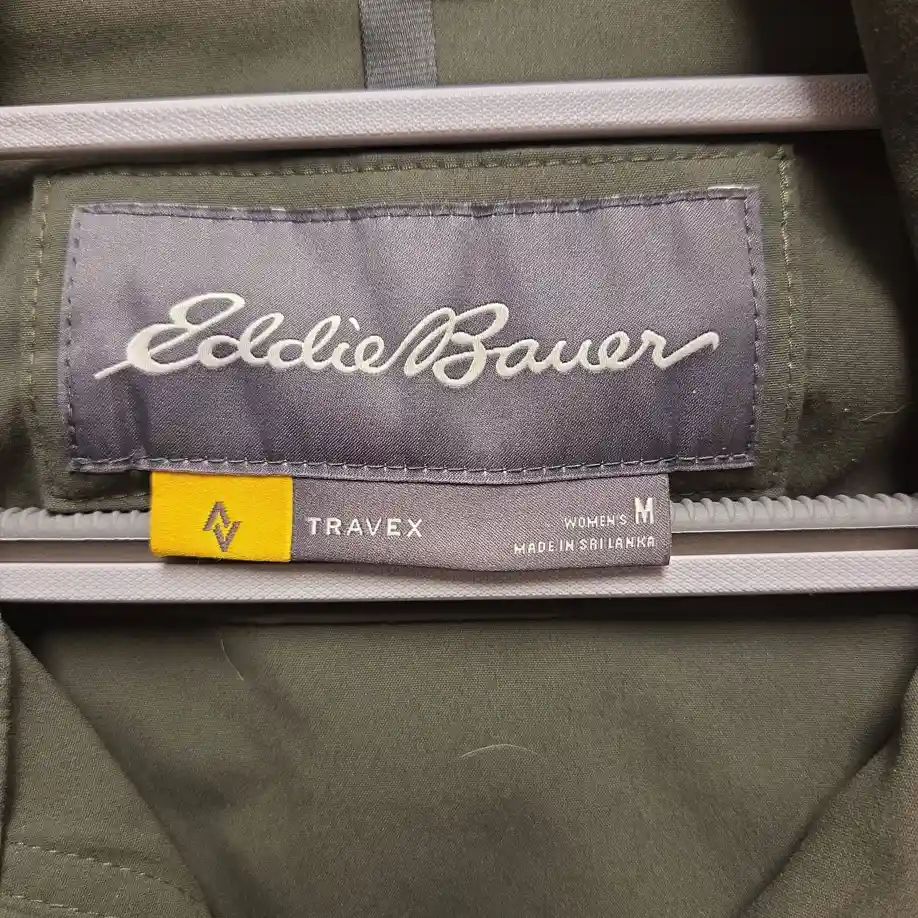 Eddie Bauer
TRAVEX
WOMEN'S M
MADE IN SRI LANKA